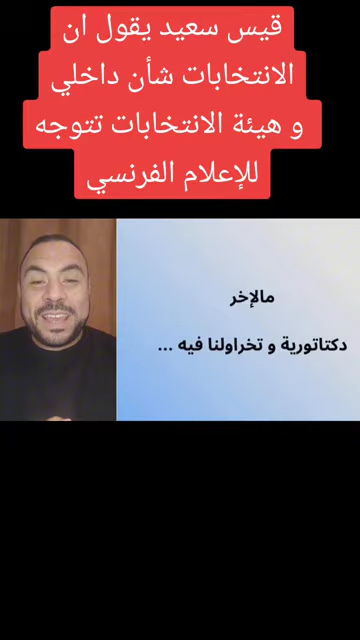 قيس سعيد يقول ان
الانتخابات شأن داخلي
و هيئة الانتخابات تتوجه
للإعلام الفرنسي
مالإخر
دكتاتورية و تخراولنا فيه ...